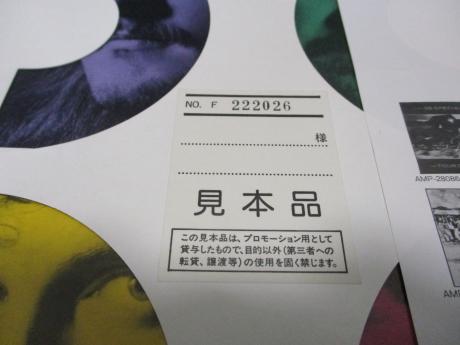 NO. F 222026
様
見本品
この見本品は、プロモーション用として
貸与したもので、目的以外(第三者への
転貸、譲渡等)の使用を固く禁じます。
AMP-28086